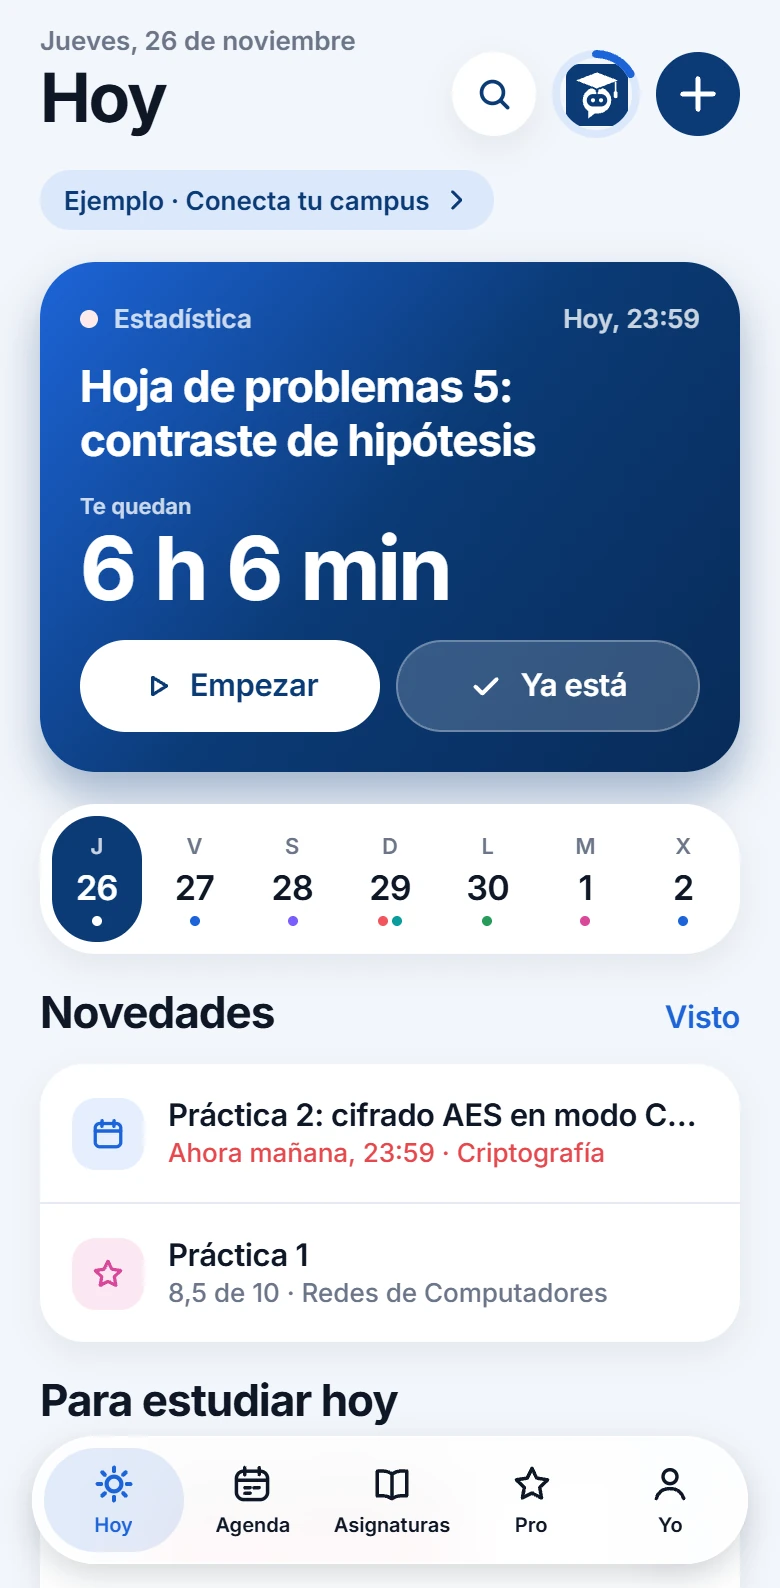 Jueves, 26 de noviembre
Hoy
Ejemplo · Conecta tu campus
Estadística
Hoy, 23:59
Hoja de problemas 5:
contraste de hipótesis
Te quedan
6 h 6 min
Empezar
Ya está
J V S D L M X
26 27 28 29 30 1 2
Novedades
Visto
Práctica 2: cifrado AES en modo C...
Ahora mañana, 23:59 · Criptografía
Práctica 1
8,5 de 10 · Redes de Computadores
Para estudiar hoy
Hoy Agenda Asignaturas Pro Yo